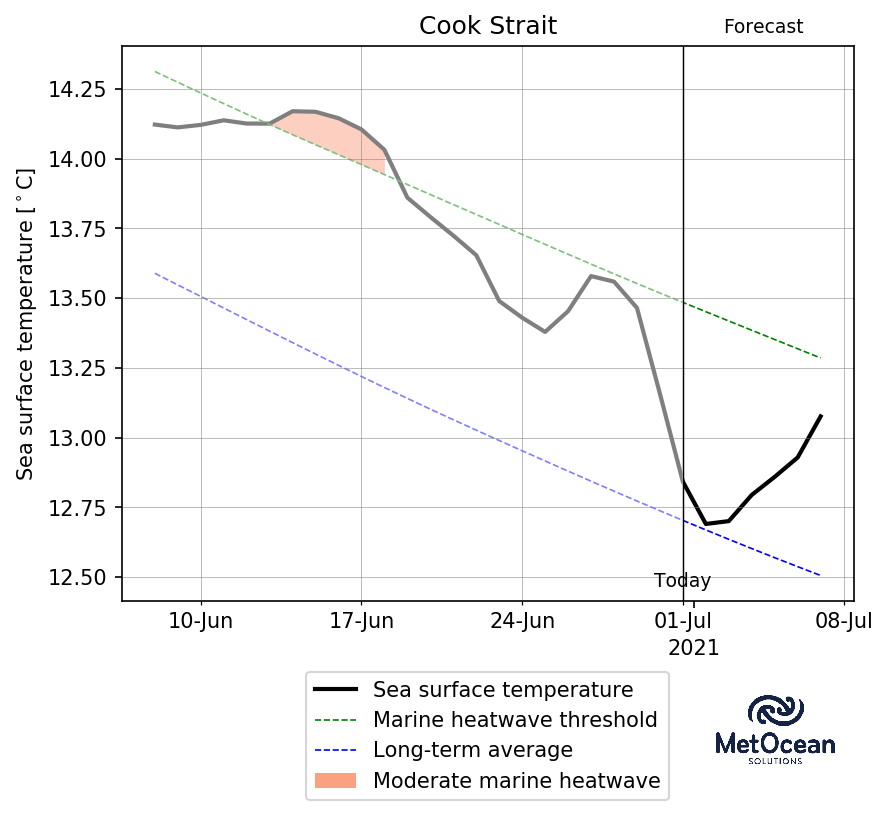 Cook Strait
Forecast
Sea surface temperature [°C]
14.25
14.00
13.75
13.50
13.25
13.00
12.75
12.50
Today
10-Jun 17-Jun 24-Jun 01-Jul 08-Jul
2021
Sea surface temperature
Marine heatwave threshold
Long-term average
Moderate marine heatwave
MetOcean
SOLUTIONS